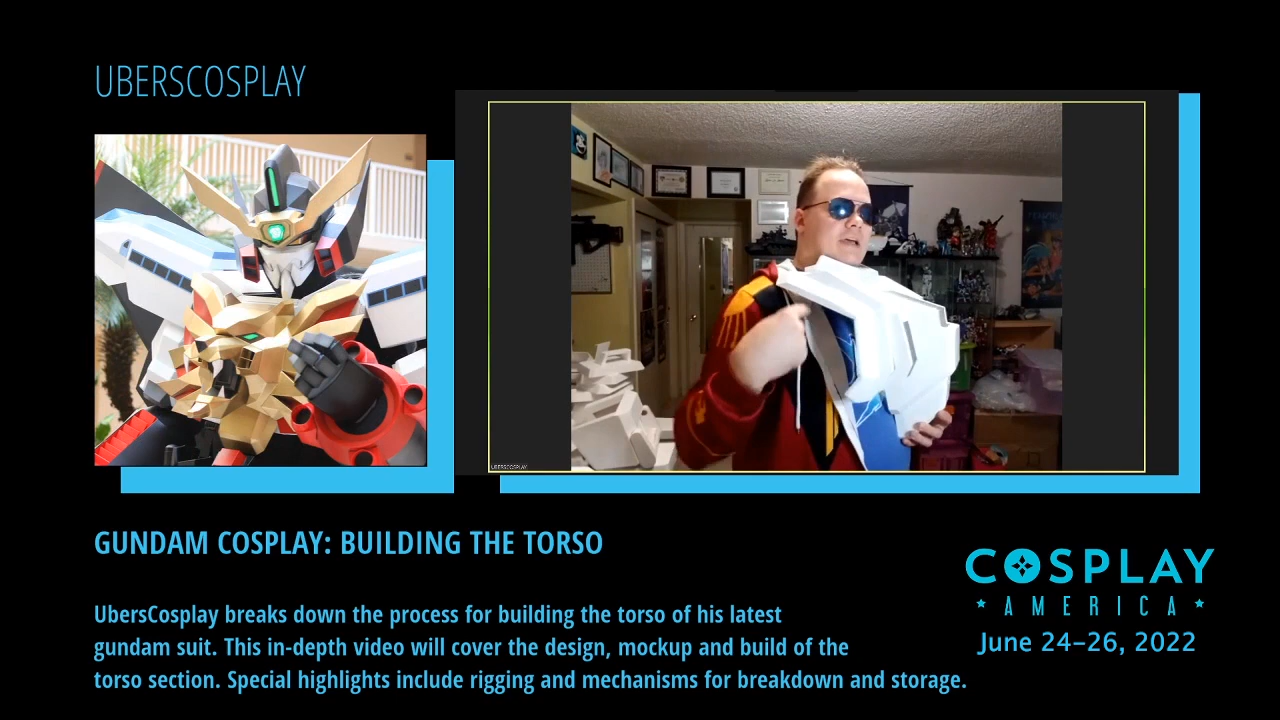 UBERSCOSPLAY
UBERSCOSPLAY
GUNDAM COSPLAY: BUILDING THE TORSO
UbersCosplay breaks down the process for building the torso of his latest
gundam suit. This in-depth video will cover the design, mockup and build of the
torso section. Special highlights include rigging and mechanisms for breakdown and storage.
COSPLAY
AMERICA
June 24-26, 2022